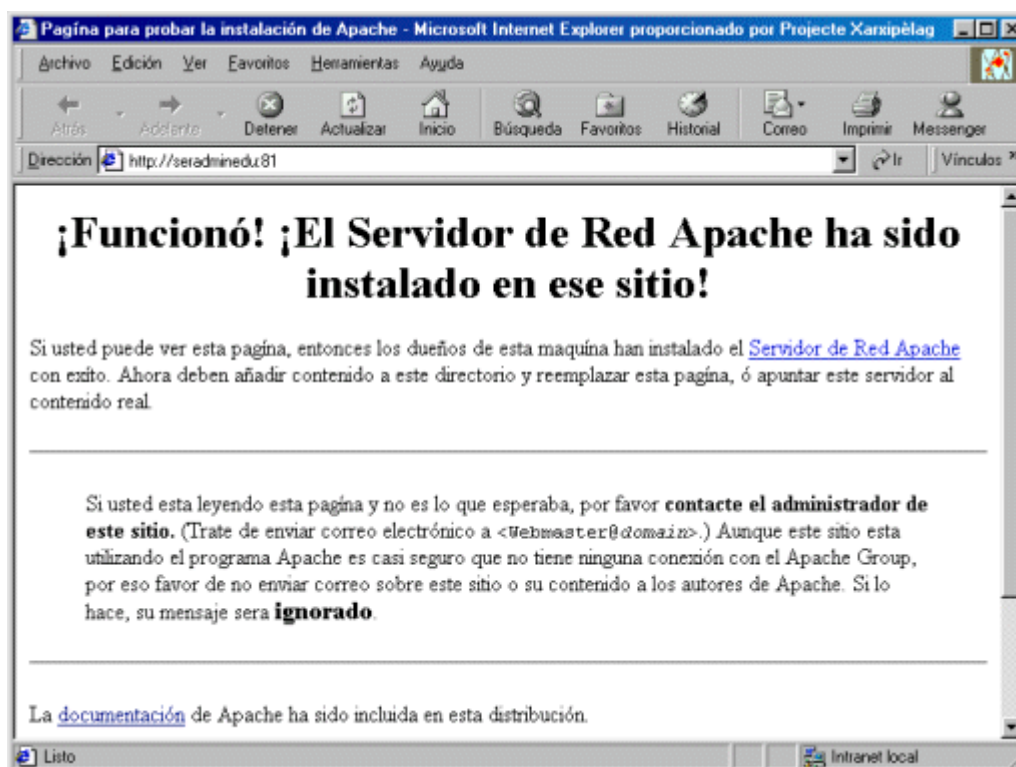 Pagína para probar la instalación de Apache - Microsoft Internet Explorer proporcionado por Projecte Xarxipèlag
Archivo Edición Ver Favoritos Herramientas Ayuda
Atrás Adelante Detener Actualizar Inicio Búsqueda Favoritos Historial Correo Imprimir Messenger
Dirección http://seradminedu:81 Ir Vínculos »
¡Funcionó! ¡El Servidor de Red Apache ha sido
instalado en ese sitio!
Si usted puede ver esta pagína, entonces los dueños de esta maquína han instalado el Servidor de Red Apache
con exíto. Ahora deben añadir contenido a este directorio y reemplazar esta pagína, ó apuntar este servidor al
contenido real.
Si usted esta leyendo esta pagína y no es lo que esperaba, por favor contacte el administrador de
este sitio. (Trate de enviar correo electrónico a <Webmaster@domain>.) Aunque este sitio esta
utilizando el programa Apache es casi seguro que no tiene ninguna conexión con el Apache Group,
por eso favor de no enviar correo sobre este sitio o su contenido a los autores de Apache. Si lo
hace, su mensaje sera ignorado.
La documentación de Apache ha sido incluida en esta distribución.
Listo Intranet local